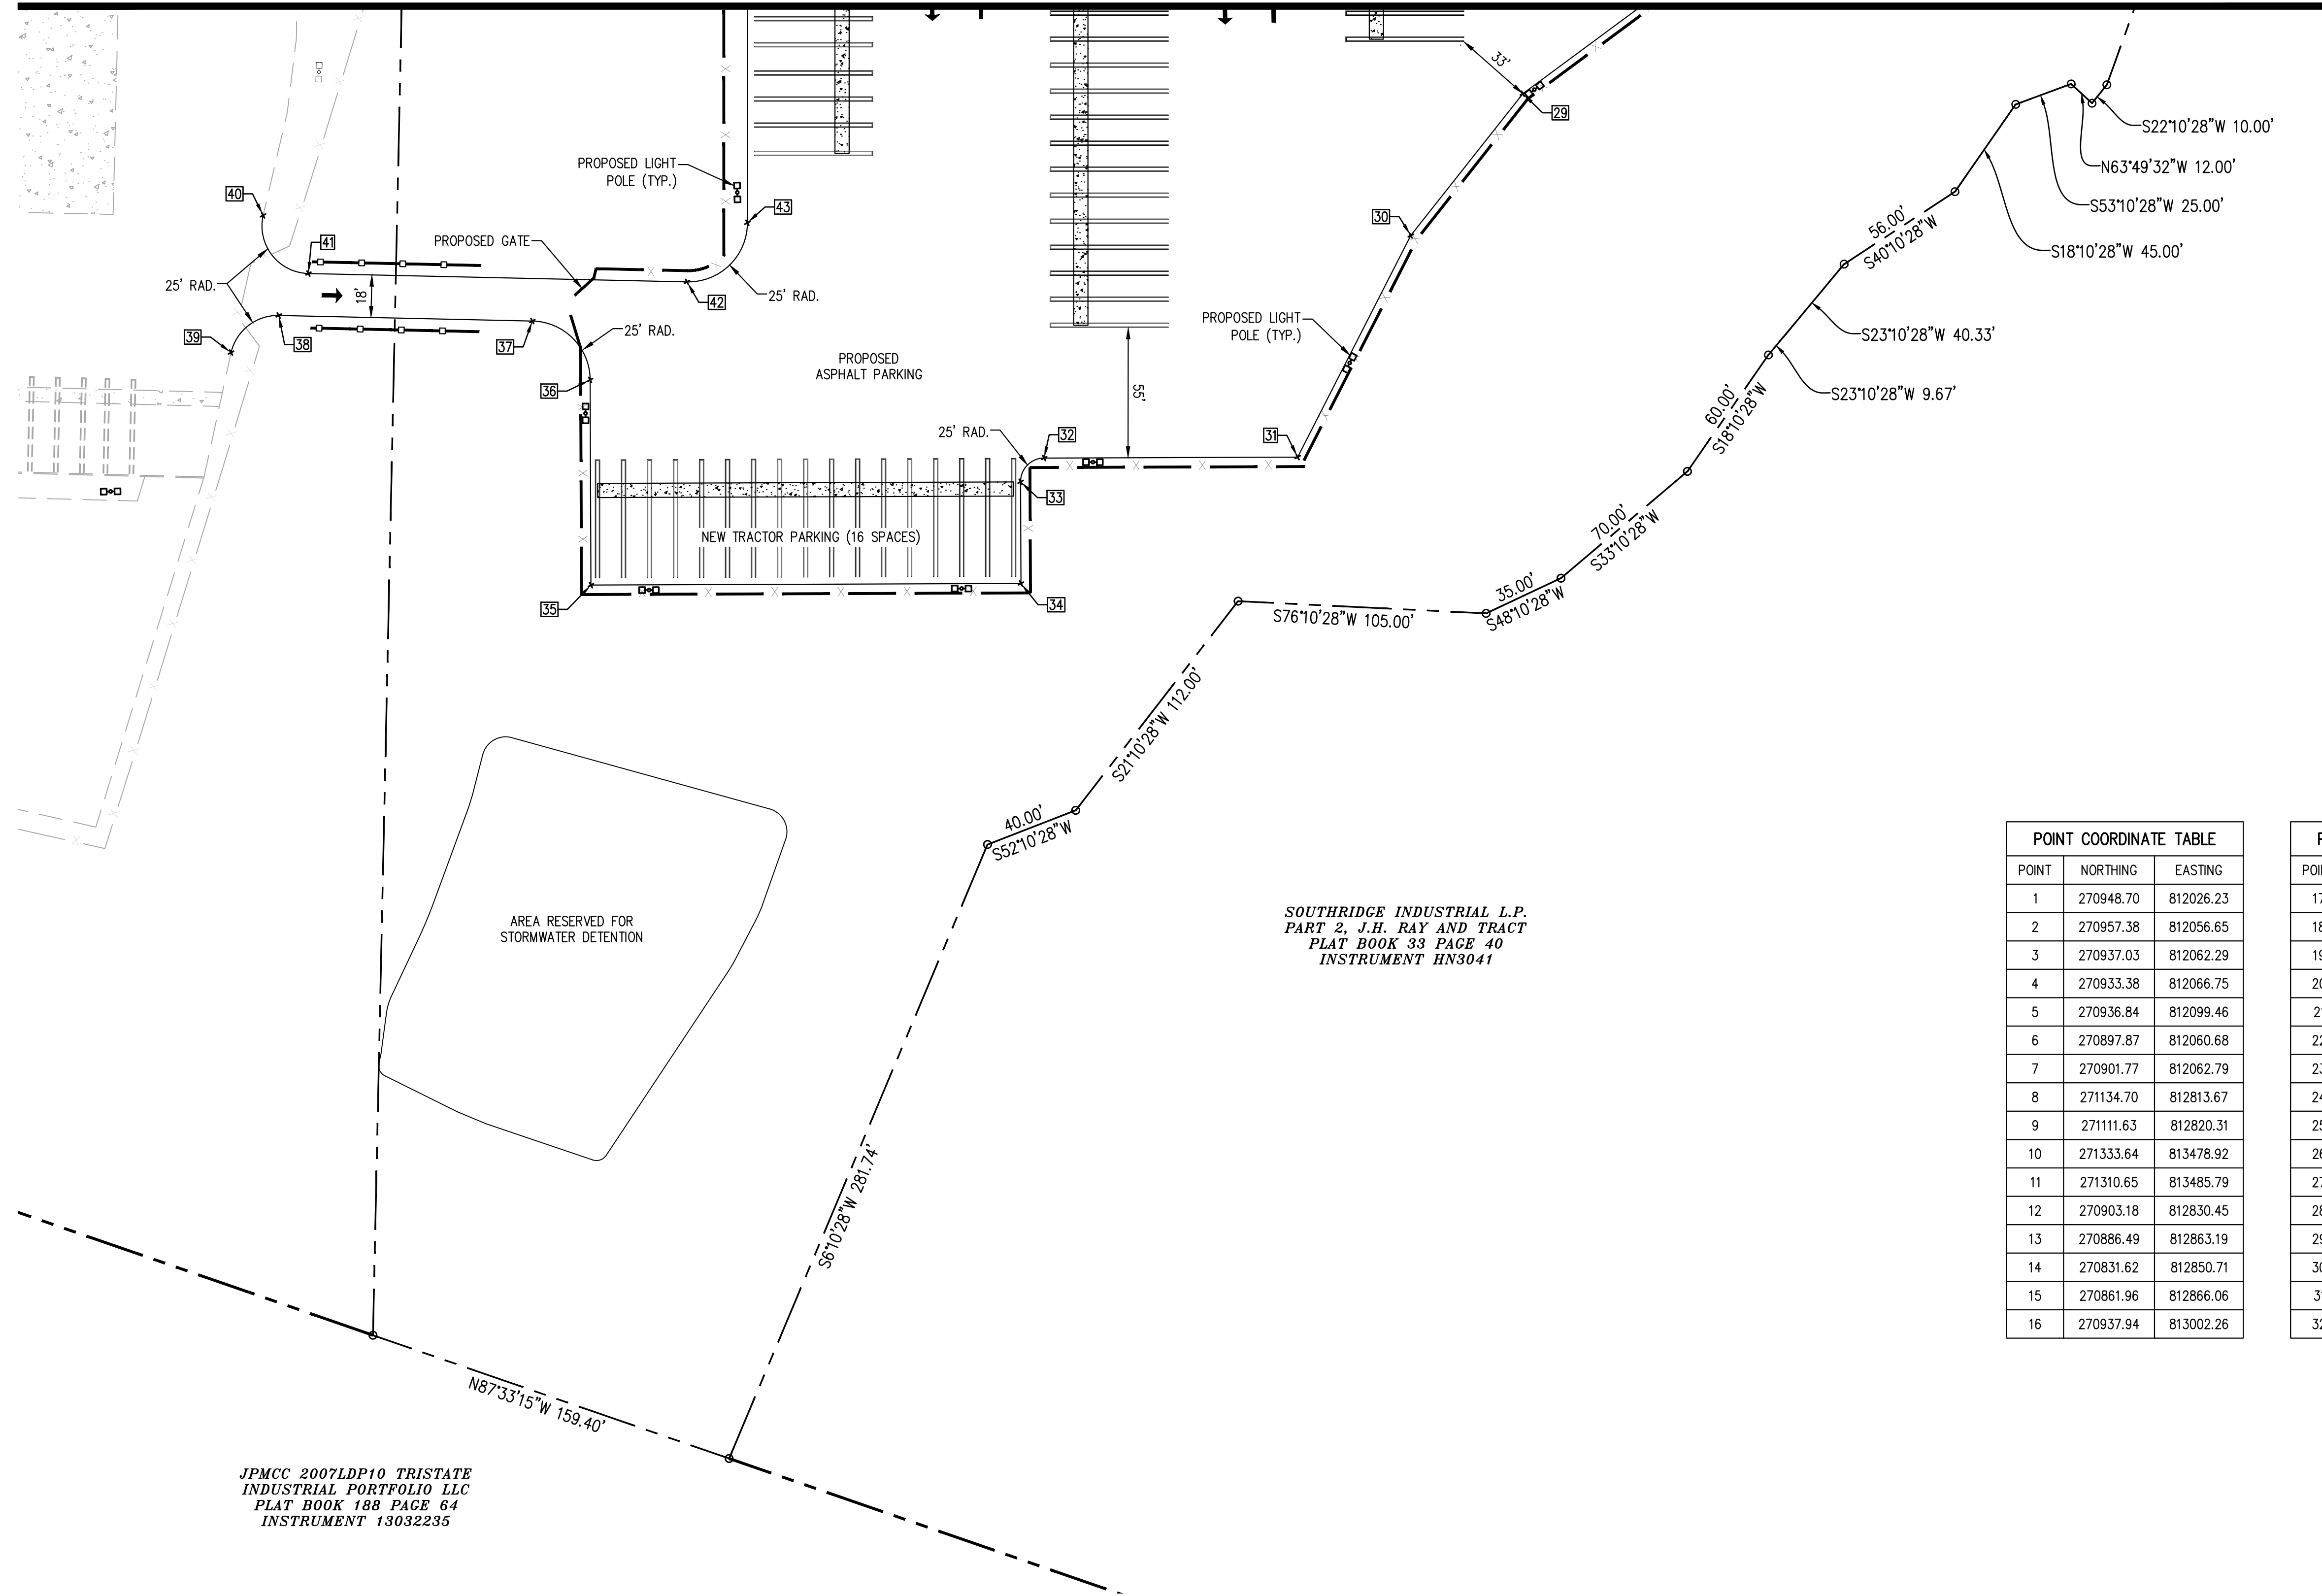 33'
29
S22°10'28"W 10.00'
N63°49'32"W 12.00'
S53°10'28"W 25.00'
S18°10'28"W 45.00'
56.00'
S40°10'28"W
S23°10'28"W 40.33'
S23°10'28"W 9.67'
60.00'
S18°10'28"W
70.00'
S33°10'28"W
35.00'
S48°10'28"W
S76°10'28"W 105.00'
S21°10'28"W 112.00'
40.00'
S52°10'28"W
S6°10'28"W 281.74'
N87°33'15"W 159.40'
PROPOSED LIGHT
POLE (TYP.)
40
43
30
41
PROPOSED GATE
25' RAD.
18'
25' RAD.
42
39
38
37
25' RAD.
PROPOSED LIGHT
POLE (TYP.)
PROPOSED
ASPHALT PARKING
36
55'
25' RAD.
32
31
33
NEW TRACTOR PARKING (16 SPACES)
35
34
AREA RESERVED FOR
STORMWATER DETENTION
SOUTHRIDGE INDUSTRIAL L.P.
PART 2, J.H. RAY AND TRACT
PLAT BOOK 33 PAGE 40
INSTRUMENT HN3041
JPMCC 2007LDP10 TRISTATE
INDUSTRIAL PORTFOLIO LLC
PLAT BOOK 188 PAGE 64
INSTRUMENT 13032235
POINT COORDINATE TABLE
POINT NORTHING EASTING
1 270948.70 812026.23
2 270957.38 812056.65
3 270937.03 812062.29
4 270933.38 812066.75
5 270936.84 812099.46
6 270897.87 812060.68
7 270901.77 812062.79
8 271134.70 812813.67
9 271111.63 812820.31
10 271333.64 813478.92
11 271310.65 813485.79
12 270903.18 812830.45
13 270886.49 812863.19
14 270831.62 812850.71
15 270861.96 812866.06
16 270937.94 813002.26